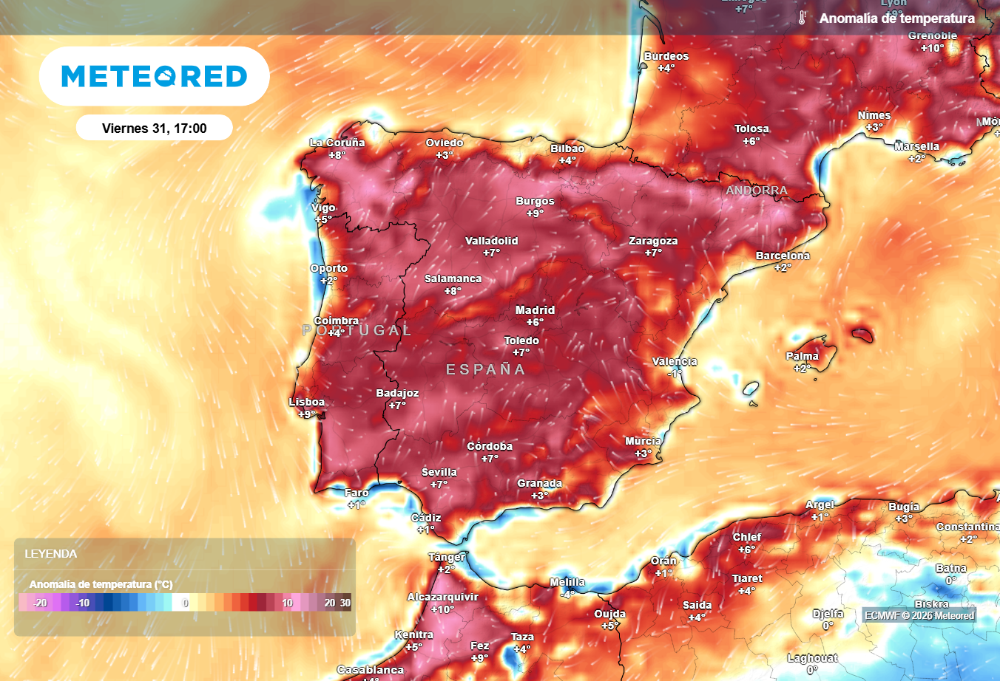 Lyon
+7°
+9°
Anomalía de temperatura
Grenoble
+10°
Burdeos
+4°
METEORED
Viernes 31, 17:00
Nimes
+3°
Tolosa
+6°
La Coruña
+8°
Oviedo
+3°
Bilbao
+4°
Marsella
+2°
ANDORRA
Vigo
+5°
Burgos
+9°
Valladolid
+7°
Zaragoza
+7°
Barcelona
+2°
Oporto
+2°
Salamanca
+8°
Madrid
+6°
Coimbra
+4°
PORTUGAL
Toledo
+7°
ESPAÑA
Valencia
-1°
Palma
+2°
Badajoz
+7°
Lisboa
+9°
Murcia
+3°
Córdoba
+7°
Sevilla
+7°
Granada
+3°
Faro
+1°
Cádiz
+1°
Argel
+1°
Bugía
+3°
Constantina
+2°
Chlef
+6°
Tánger
+2°
Orán
+1°
Batna
0°
Tiaret
+4°
Melilla
-4°
Alcazarquivir
+10°
Oujda
+5°
Saida
+4°
Djelfa
0°
Biskra
ECMWF © 2026 Meteored
Kenitra
+5°
Fez
+9°
Taza
+4°
Laghouat
0°
Casablanca
+4°
LEYENDA
Anomalía de temperatura (°C)
-20 -10 0 10 20 30